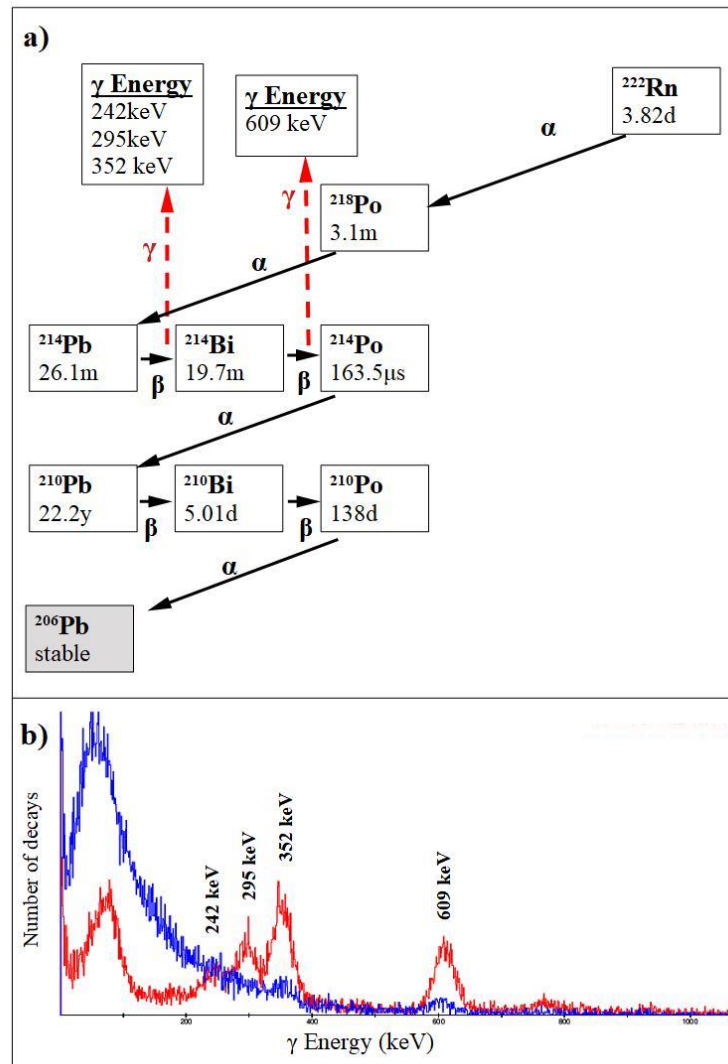 a)
γ Energy
242keV
295keV
352 keV
γ Energy
609 keV
²²²Rn
3.82d
α
²¹⁸Po
3.1m
γ
γ
α
²¹⁴Pb
26.1m
β
²¹⁴Bi
19.7m
β
²¹⁴Po
163.5μs
α
²¹⁰Pb
22.2y
β
²¹⁰Bi
5.01d
β
²¹⁰Po
138d
α
²⁰⁶Pb
stable
b)
Number of decays
242 keV
295 keV
352 keV
609 keV
200
400
600
800
1000
γ Energy (keV)